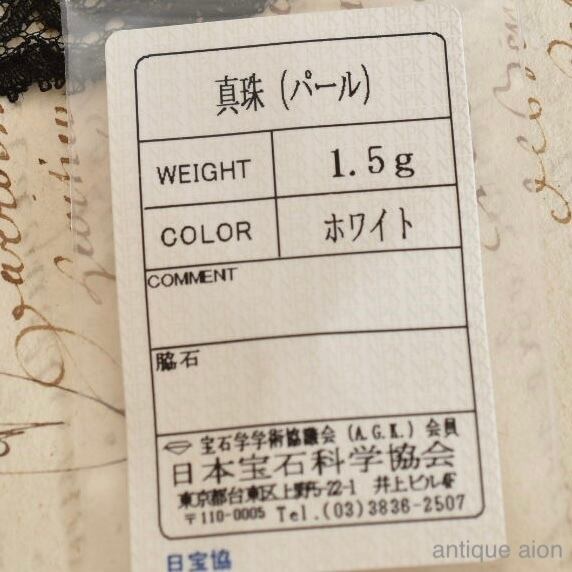 真珠 (パール)
WEIGHT 1.5g
COLOR ホワイト
COMMENT
脇石
宝石学学術協議会 (A.G.K.) 会員
日本宝石科学協会
東京都台東区上野5-22-1 井上ビル4F
〒110-0005 Tel.(03)3836-2507
日宝協
antique aion